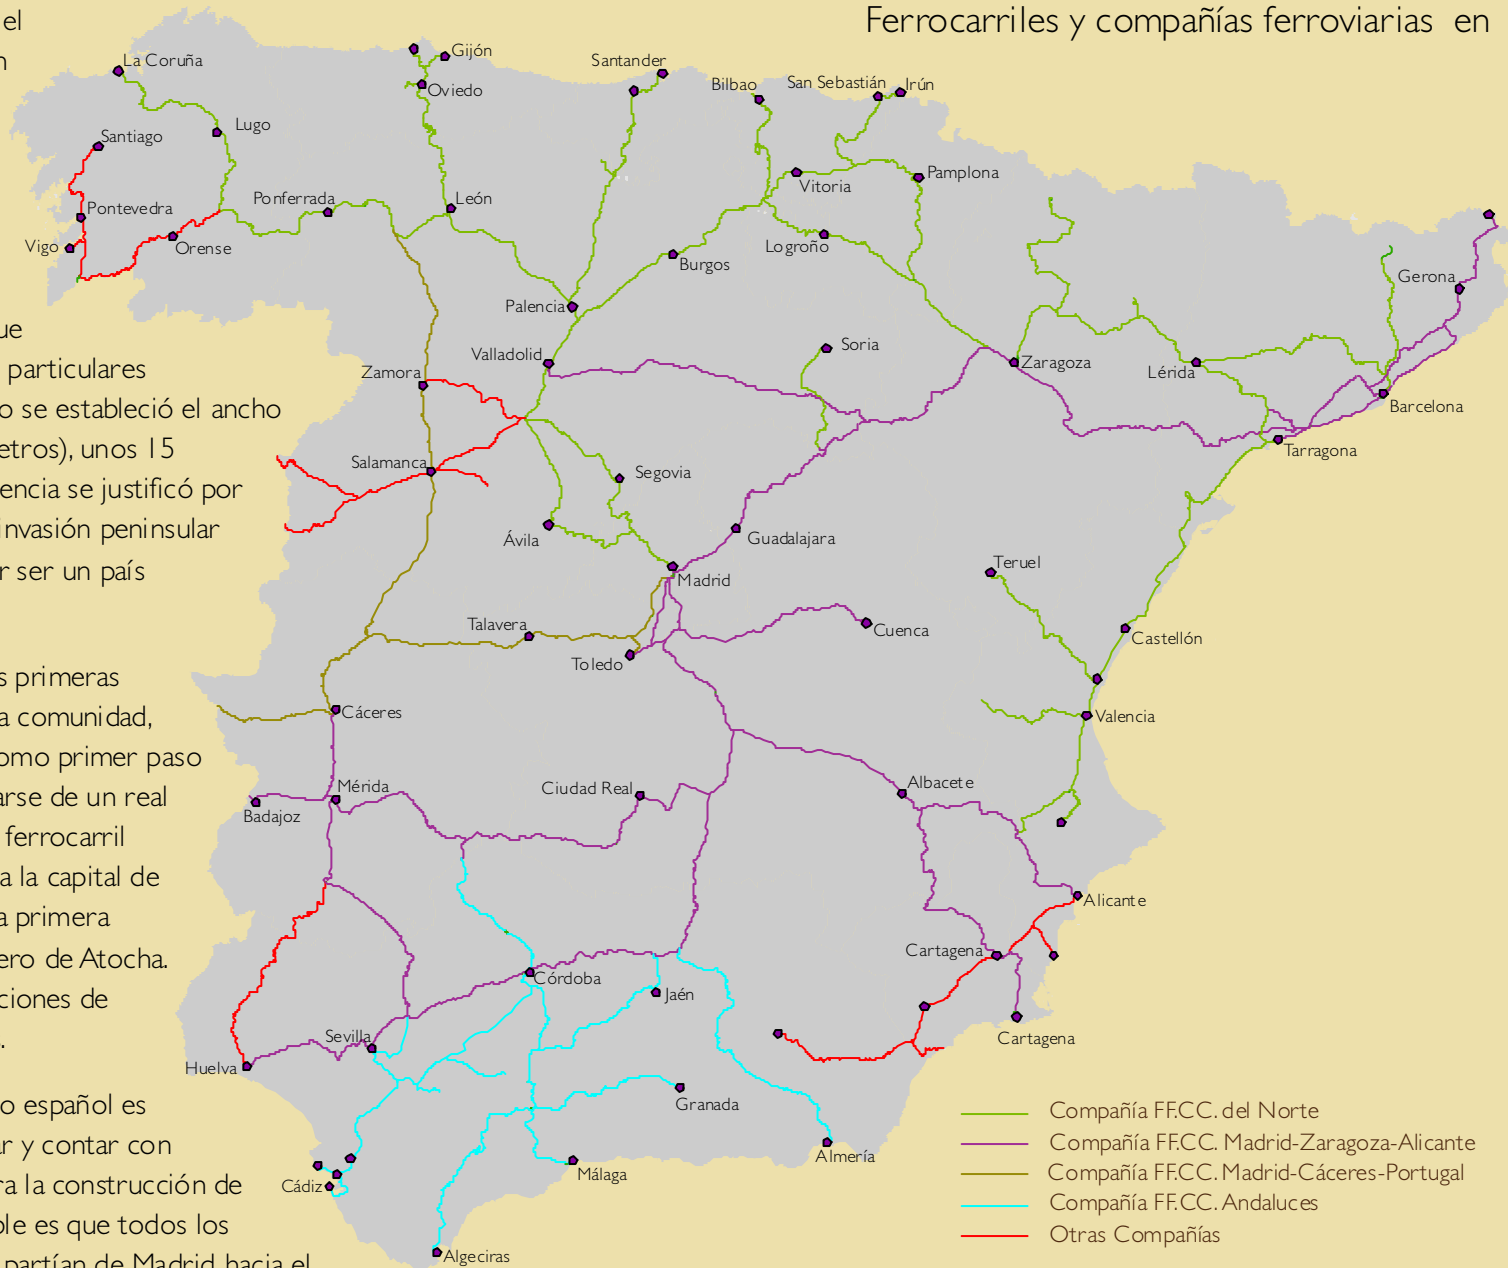 Ferrocarriles y compañías ferroviarias en
el
n
ue
particulares
o se estableció el ancho
etros), unos 15
encia se justificó por
invasión peninsular
r ser un país
s primeras
a comunidad,
omo primer paso
arse de un real
ferrocarril
a la capital de
a primera
ero de Atocha.
ciones de
.
o español es
ar y contar con
ra la construcción de
ole es que todos los
partían de Madrid hacia el
La Coruña
Gijón
Santander
Oviedo
Bilbao
San Sebastián
Irún
Lugo
Santiago
Vitoria
Pamplona
Ponferrada
León
Pontevedra
Vigo
Orense
Logroño
Burgos
Gerona
Palencia
Soria
Valladolid
Zamora
Zaragoza
Lérida
Barcelona
Tarragona
Salamanca
Segovia
Ávila
Guadalajara
Teruel
Madrid
Talavera
Cuenca
Castellón
Toledo
Cáceres
Valencia
Mérida
Ciudad Real
Albacete
Badajoz
Alicante
Cartagena
Córdoba
Jaén
Cartagena
Sevilla
Huelva
Granada
Almería
Málaga
Cádiz
Algeciras
Compañía FF.CC. del Norte
Compañía FF.CC. Madrid-Zaragoza-Alicante
Compañía FF.CC. Madrid-Cáceres-Portugal
Compañía FF.CC. Andaluces
Otras Compañías